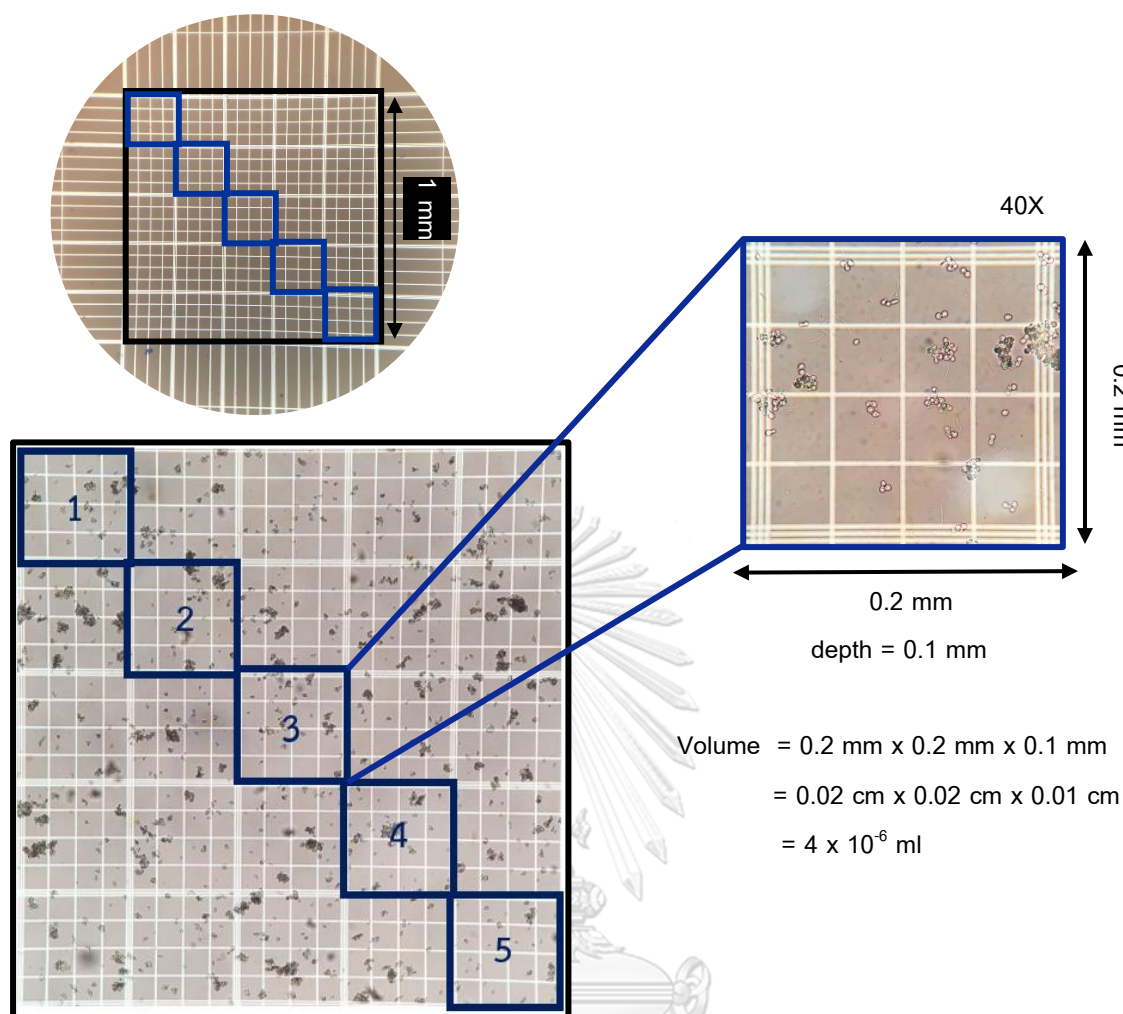 1 mm
40X
0.2 mm
1
2
3
4
5
0.2 mm
depth = 0.1 mm
Volume = 0.2 mm x 0.2 mm x 0.1 mm
= 0.02 cm x 0.02 cm x 0.01 cm
= 4 x 10⁻⁶ ml